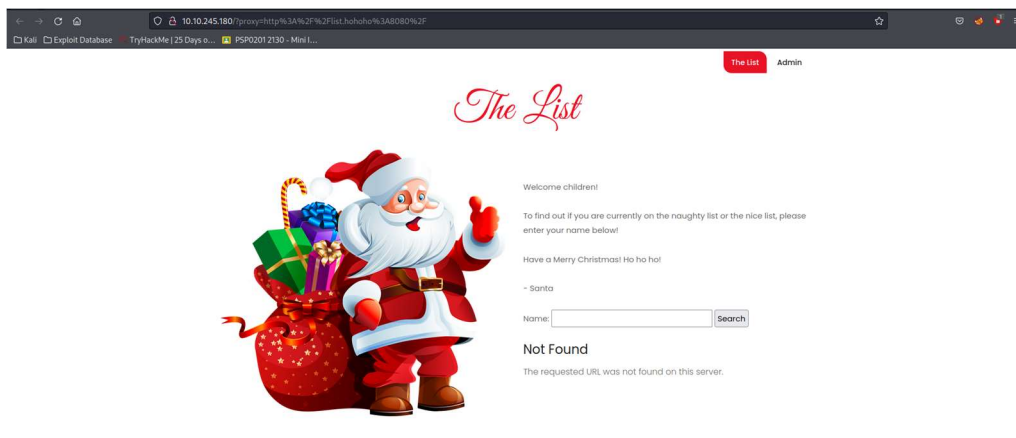 10.10.245.180/?proxy=http%3A%2F%2Flist.hohoho%3A8080%2F
Kali Exploit Database TryHackMe | 25 Days o... PSP0201 2130 - Mini I...
The List Admin
The List
Welcome children!
To find out if you are currently on the naughty list or the nice list, please
enter your name below!
Have a Merry Christmas! Ho ho ho!
- Santa
Name: Search
Not Found
The requested URL was not found on this server.